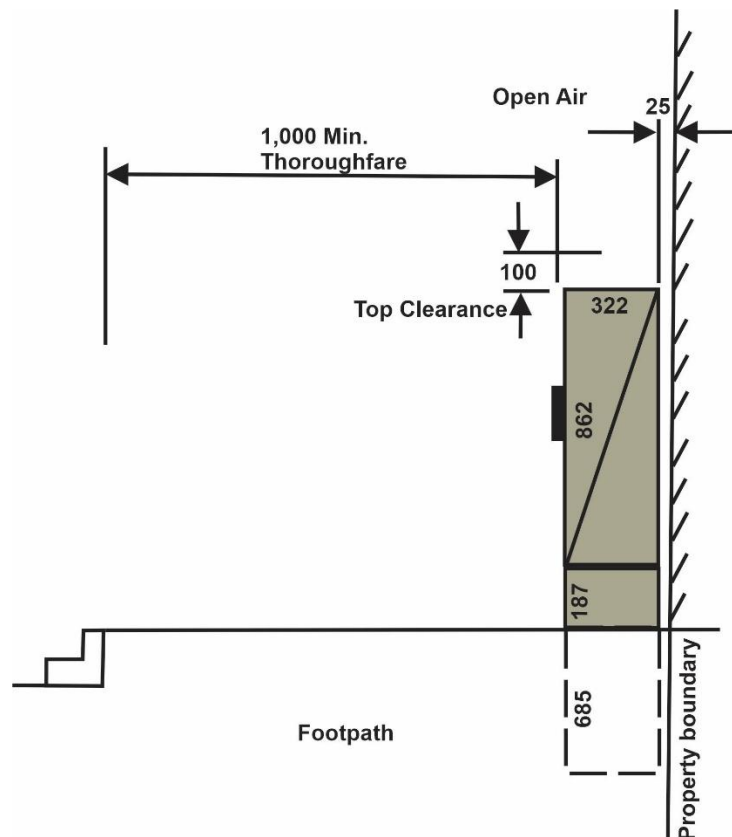 Open Air
25
1,000 Min.
Thoroughfare
100
Top Clearance
322
862
187
685
Footpath
Property boundary